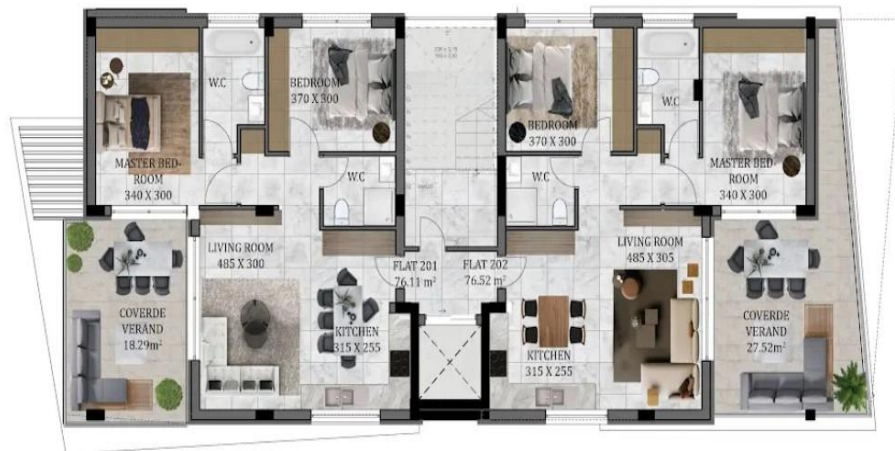 W.C
BEDROOM
370 X 300
MASTER BED-
ROOM
340 X 300
W.C
LIVING ROOM
485 X 300
FLAT 201
76.11 m²
KITCHEN
315 X 255
COVERDE
VERAND
18.29m²
BEDROOM
370 X 300
W.C
MASTER BED-
ROOM
340 X 300
W.C
LIVING ROOM
485 X 305
FLAT 202
76.52 m²
KITCHEN
315 X 255
COVERDE
VERAND
27.52m²